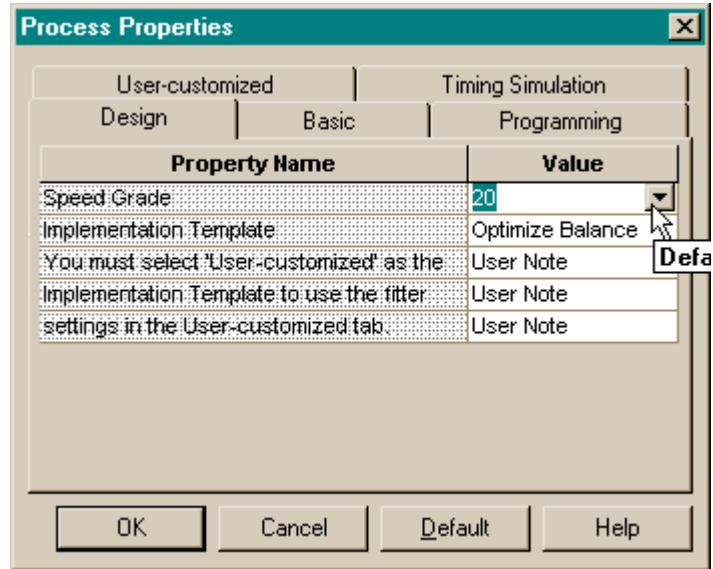 Process Properties
User-customized Timing Simulation
Design Basic Programming
Property Name Value
Speed Grade 20
Implementation Template Optimize Balance
You must select 'User-customized' as the User Note
Implementation Template to use the fitter User Note
settings in the User-customized tab. User Note
Defa
OK Cancel Default Help